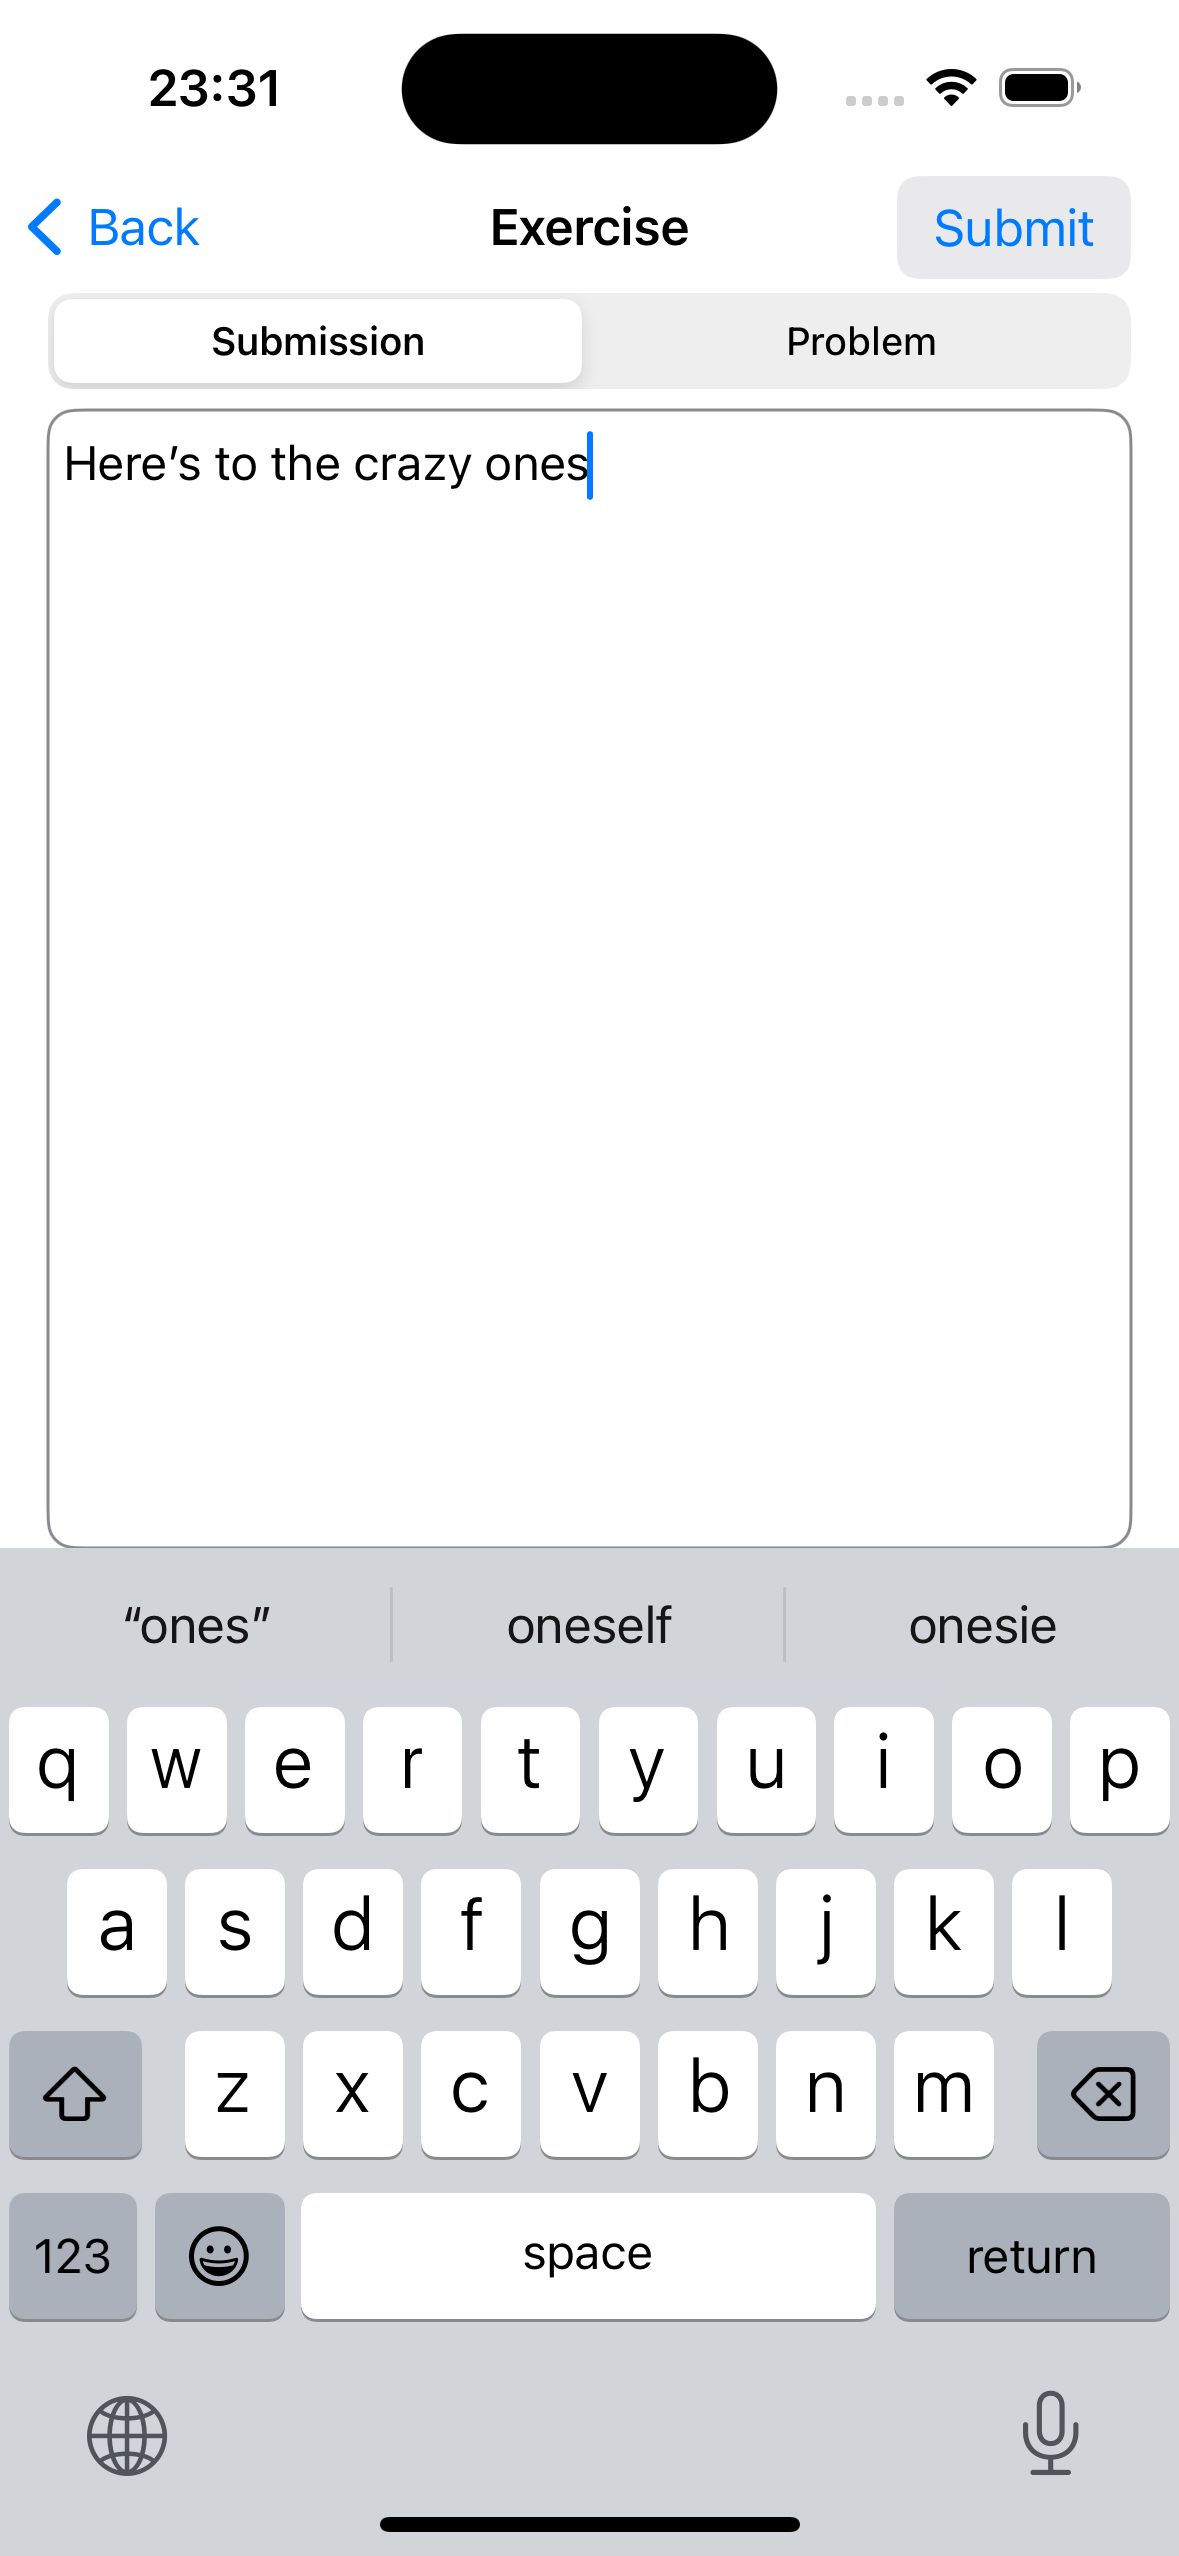 23:31
Back Exercise Submit
Submission Problem
Here’s to the crazy ones
“ones” oneself onesie
q w e r t y u i o p
a s d f g h j k l
z x c v b n m
123 space return